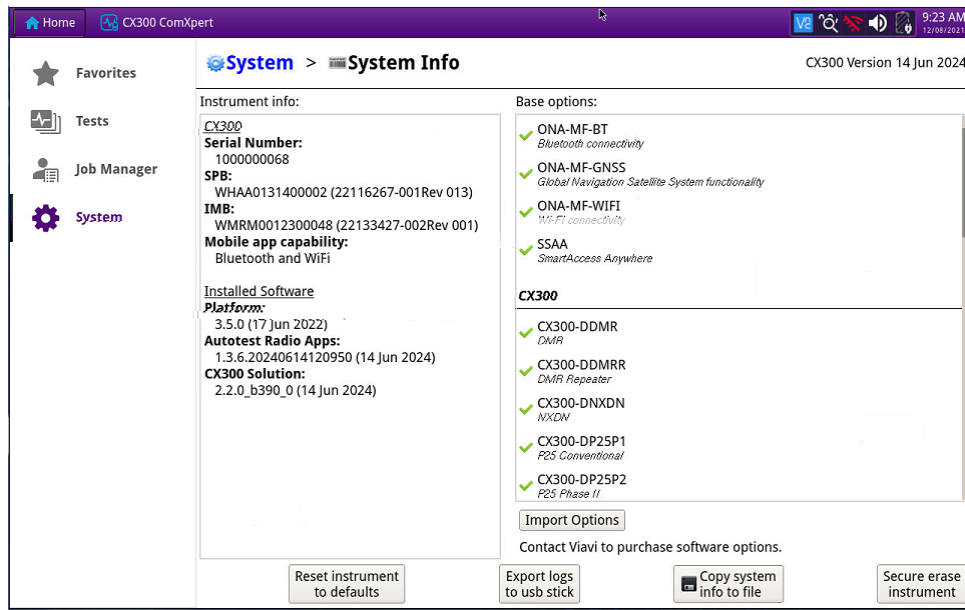 Home
CX300 ComXpert
9:23 AM
12/08/2021
Favorites
Tests
Job Manager
System
System > System Info
CX300 Version 14 Jun 2024
Instrument info:
CX300
Serial Number:
1000000068
SPB:
WHAA0131400002 (22116267-001Rev 013)
IMB:
WMRM0012300048 (22133427-002Rev 001)
Mobile app capability:
Bluetooth and WiFi
Installed Software
Platform:
3.5.0 (17 Jun 2022)
Autotest Radio Apps:
1.3.6.20240614120950 (14 Jun 2024)
CX300 Solution:
2.2.0_b390_0 (14 Jun 2024)
Base options:
ONA-MF-BT
Bluetooth connectivity
ONA-MF-GNSS
Global Navigation Satellite System functionality
ONA-MF-WIFI
Wi-Fi connectivity
SSAA
SmartAccess Anywhere
CX300
CX300-DDMR
DMR
CX300-DDMRR
DMR Repeater
CX300-DNXDN
NXDN
CX300-DP25P1
P25 Conventional
CX300-DP25P2
P25 Phase II
Import Options
Contact Viavi to purchase software options.
Reset instrument
to defaults
Export logs
to usb stick
Copy system
info to file
Secure erase
instrument